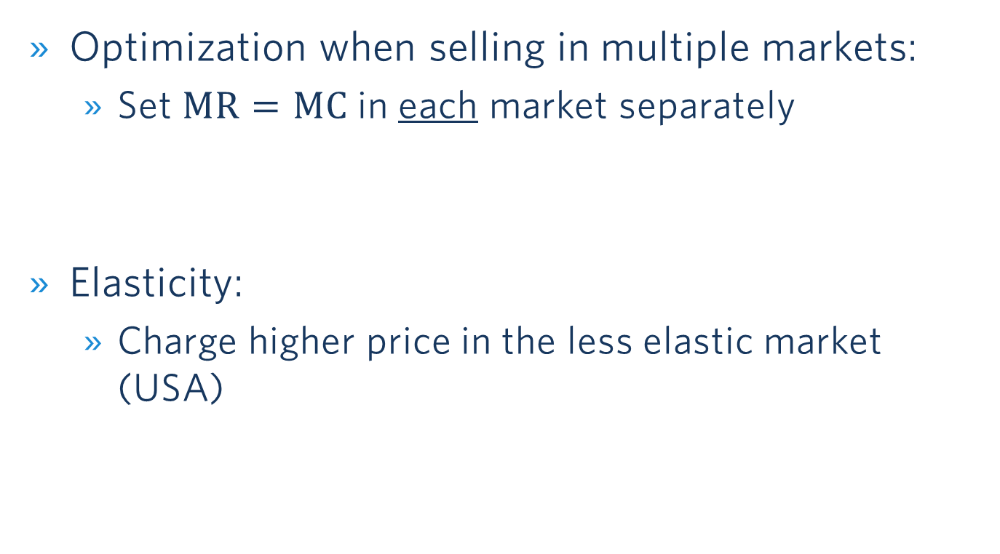 » Optimization when selling in multiple markets:
» Set MR = MC in each market separately
» Elasticity:
» Charge higher price in the less elastic market
(USA)